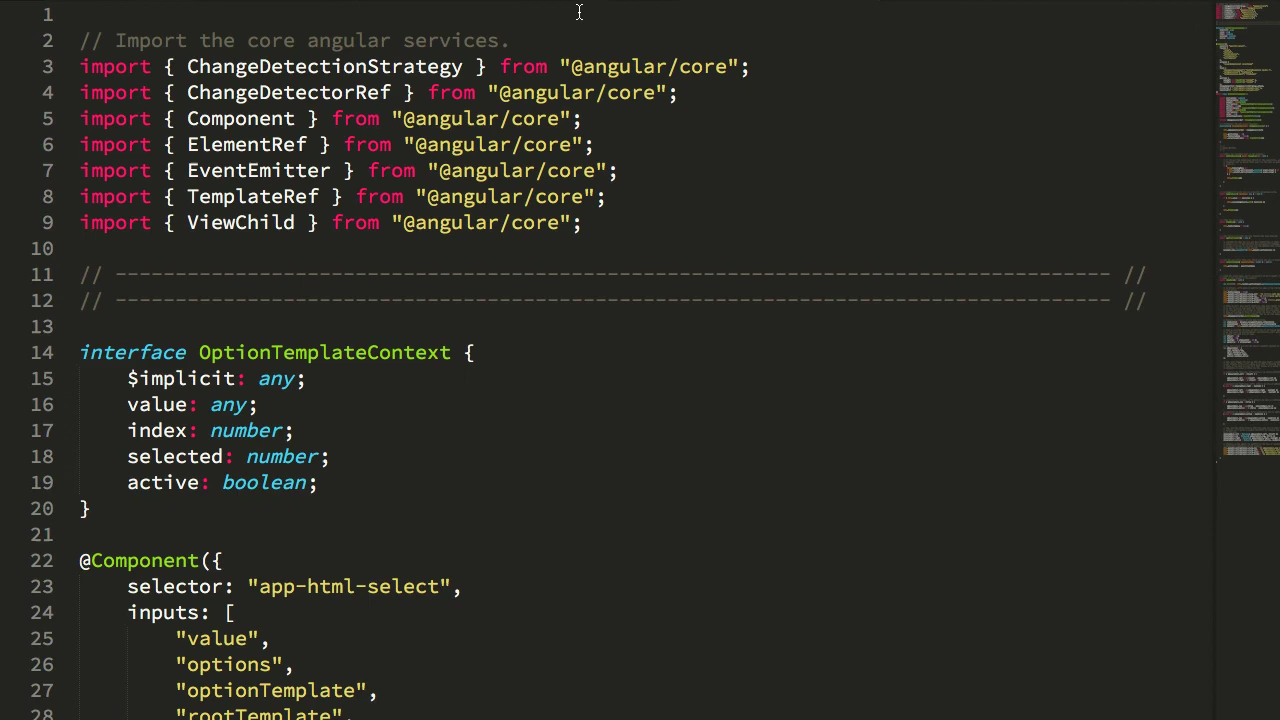 1
2 // Import the core angular services.
3 import { ChangeDetectionStrategy } from "@angular/core";
4 import { ChangeDetectorRef } from "@angular/core";
5 import { Component } from "@angular/core";
6 import { ElementRef } from "@angular/core";
7 import { EventEmitter } from "@angular/core";
8 import { TemplateRef } from "@angular/core";
9 import { ViewChild } from "@angular/core";
10
11 // ----------------------------------------------------------------------------------- //
12 // ----------------------------------------------------------------------------------- //
13
14 interface OptionTemplateContext {
15 $implicit: any;
16 value: any;
17 index: number;
18 selected: number;
19 active: boolean;
20 }
21
22 @Component({
23 selector: "app-html-select",
24 inputs: [
25 "value",
26 "options",
27 "optionTemplate",
28 "rootTemplate",